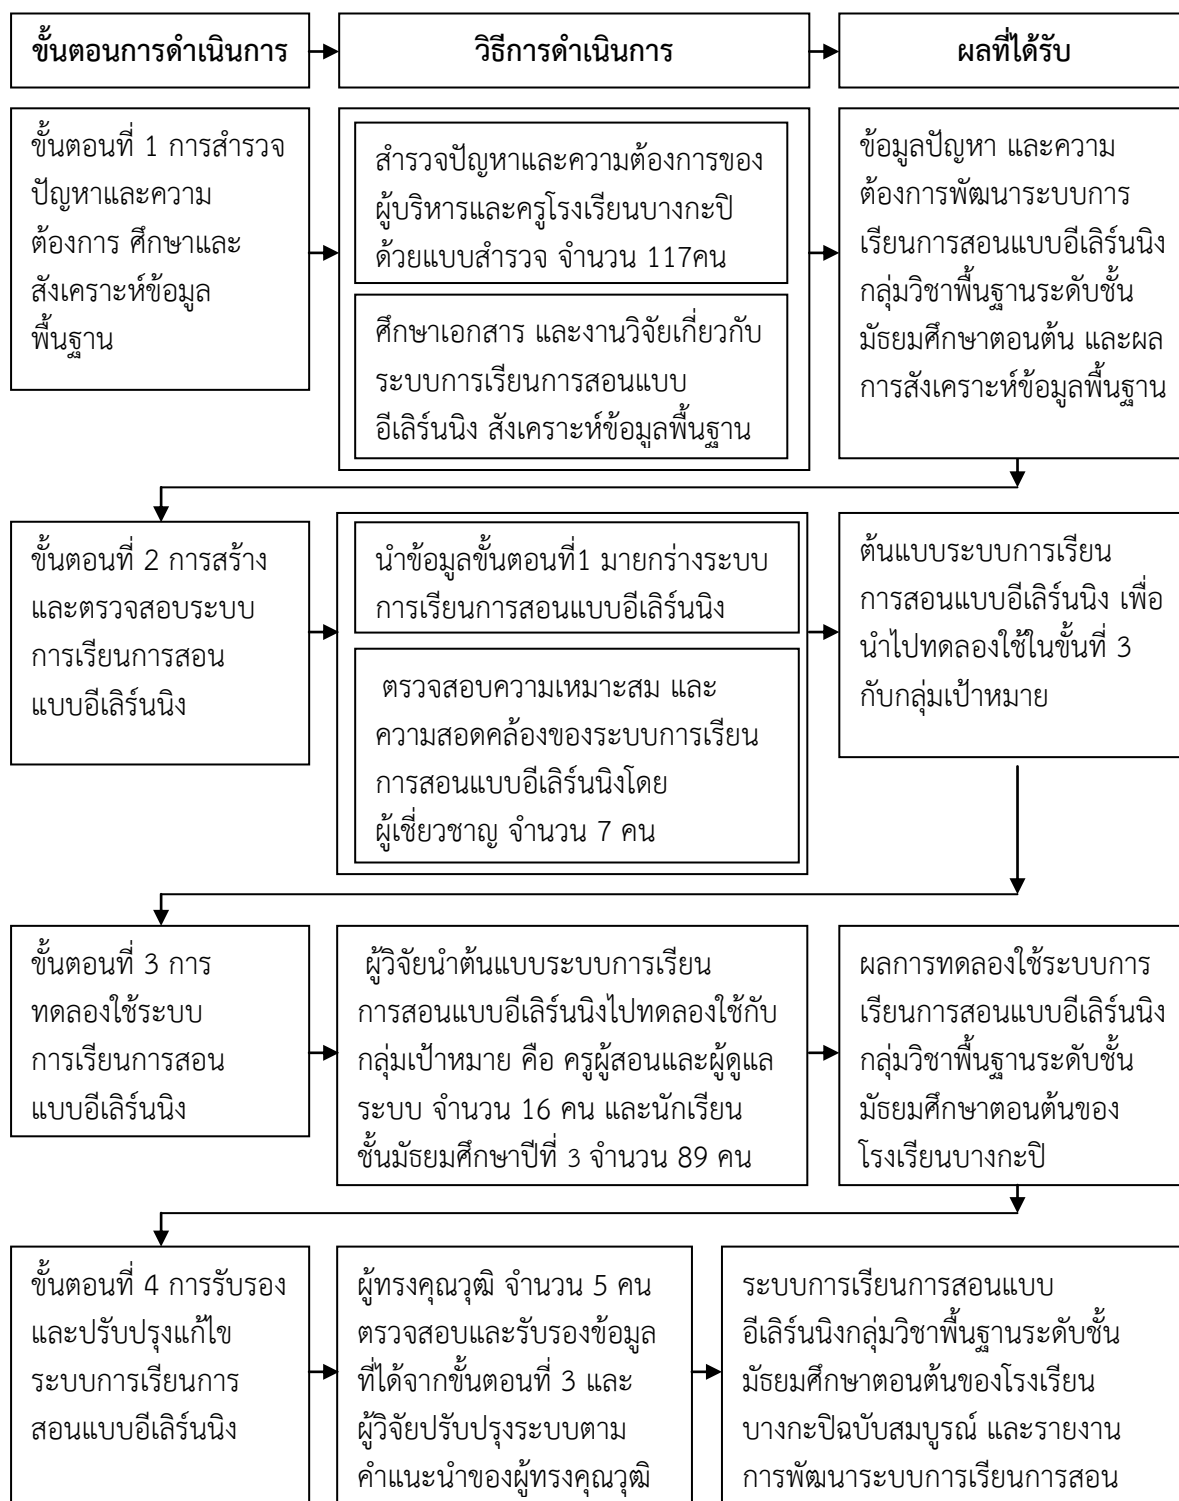 ขั้นตอนการดำเนินการ
วิธีการดำเนินการ
ผลที่ได้รับ
ขั้นตอนที่ 1 การสำรวจ
ปัญหาและความ
ต้องการ ศึกษาและ
สังเคราะห์ข้อมูล
พื้นฐาน
สำรวจปัญหาและความต้องการของ
ผู้บริหารและครูโรงเรียนบางกะปิ
ด้วยแบบสำรวจ จำนวน 117คน
ศึกษาเอกสาร และงานวิจัยเกี่ยวกับ
ระบบการเรียนการสอนแบบ
อีเลิร์นนิง สังเคราะห์ข้อมูลพื้นฐาน
ข้อมูลปัญหา และความ
ต้องการพัฒนาระบบการ
เรียนการสอนแบบอีเลิร์นนิง
กลุ่มวิชาพื้นฐานระดับชั้น
มัธยมศึกษาตอนต้น และผล
การสังเคราะห์ข้อมูลพื้นฐาน
ขั้นตอนที่ 2 การสร้าง
และตรวจสอบระบบ
การเรียนการสอน
แบบอีเลิร์นนิง
นำข้อมูลขั้นตอนที่1 มายกร่างระบบ
การเรียนการสอนแบบอีเลิร์นนิง
ตรวจสอบความเหมาะสม และ
ความสอดคล้องของระบบการเรียน
การสอนแบบอีเลิร์นนิงโดย
ผู้เชี่ยวชาญ จำนวน 7 คน
ต้นแบบระบบการเรียน
การสอนแบบอีเลิร์นนิง เพื่อ
นำไปทดลองใช้ในขั้นที่ 3
กับกลุ่มเป้าหมาย
ขั้นตอนที่ 3 การ
ทดลองใช้ระบบ
การเรียนการสอน
แบบอีเลิร์นนิง
ผู้วิจัยนำต้นแบบระบบการเรียน
การสอนแบบอีเลิร์นนิงไปทดลองใช้กับ
กลุ่มเป้าหมาย คือ ครูผู้สอนและผู้ดูแล
ระบบ จำนวน 16 คน และนักเรียน
ชั้นมัธยมศึกษาปีที่ 3 จำนวน 89 คน
ผลการทดลองใช้ระบบการ
เรียนการสอนแบบอีเลิร์นนิง
กลุ่มวิชาพื้นฐานระดับชั้น
มัธยมศึกษาตอนต้นของ
โรงเรียนบางกะปิ
ขั้นตอนที่ 4 การรับรอง
และปรับปรุงแก้ไข
ระบบการเรียนการ
สอนแบบอีเลิร์นนิง
ผู้ทรงคุณวุฒิ จำนวน 5 คน
ตรวจสอบและรับรองข้อมูล
ที่ได้จากขั้นตอนที่ 3 และ
ผู้วิจัยปรับปรุงระบบตาม
คำแนะนำของผู้ทรงคุณวุฒิ
ระบบการเรียนการสอนแบบ
อีเลิร์นนิงกลุ่มวิชาพื้นฐานระดับชั้น
มัธยมศึกษาตอนต้นของโรงเรียน
บางกะปิฉบับสมบูรณ์ และรายงาน
การพัฒนาระบบการเรียนการสอน